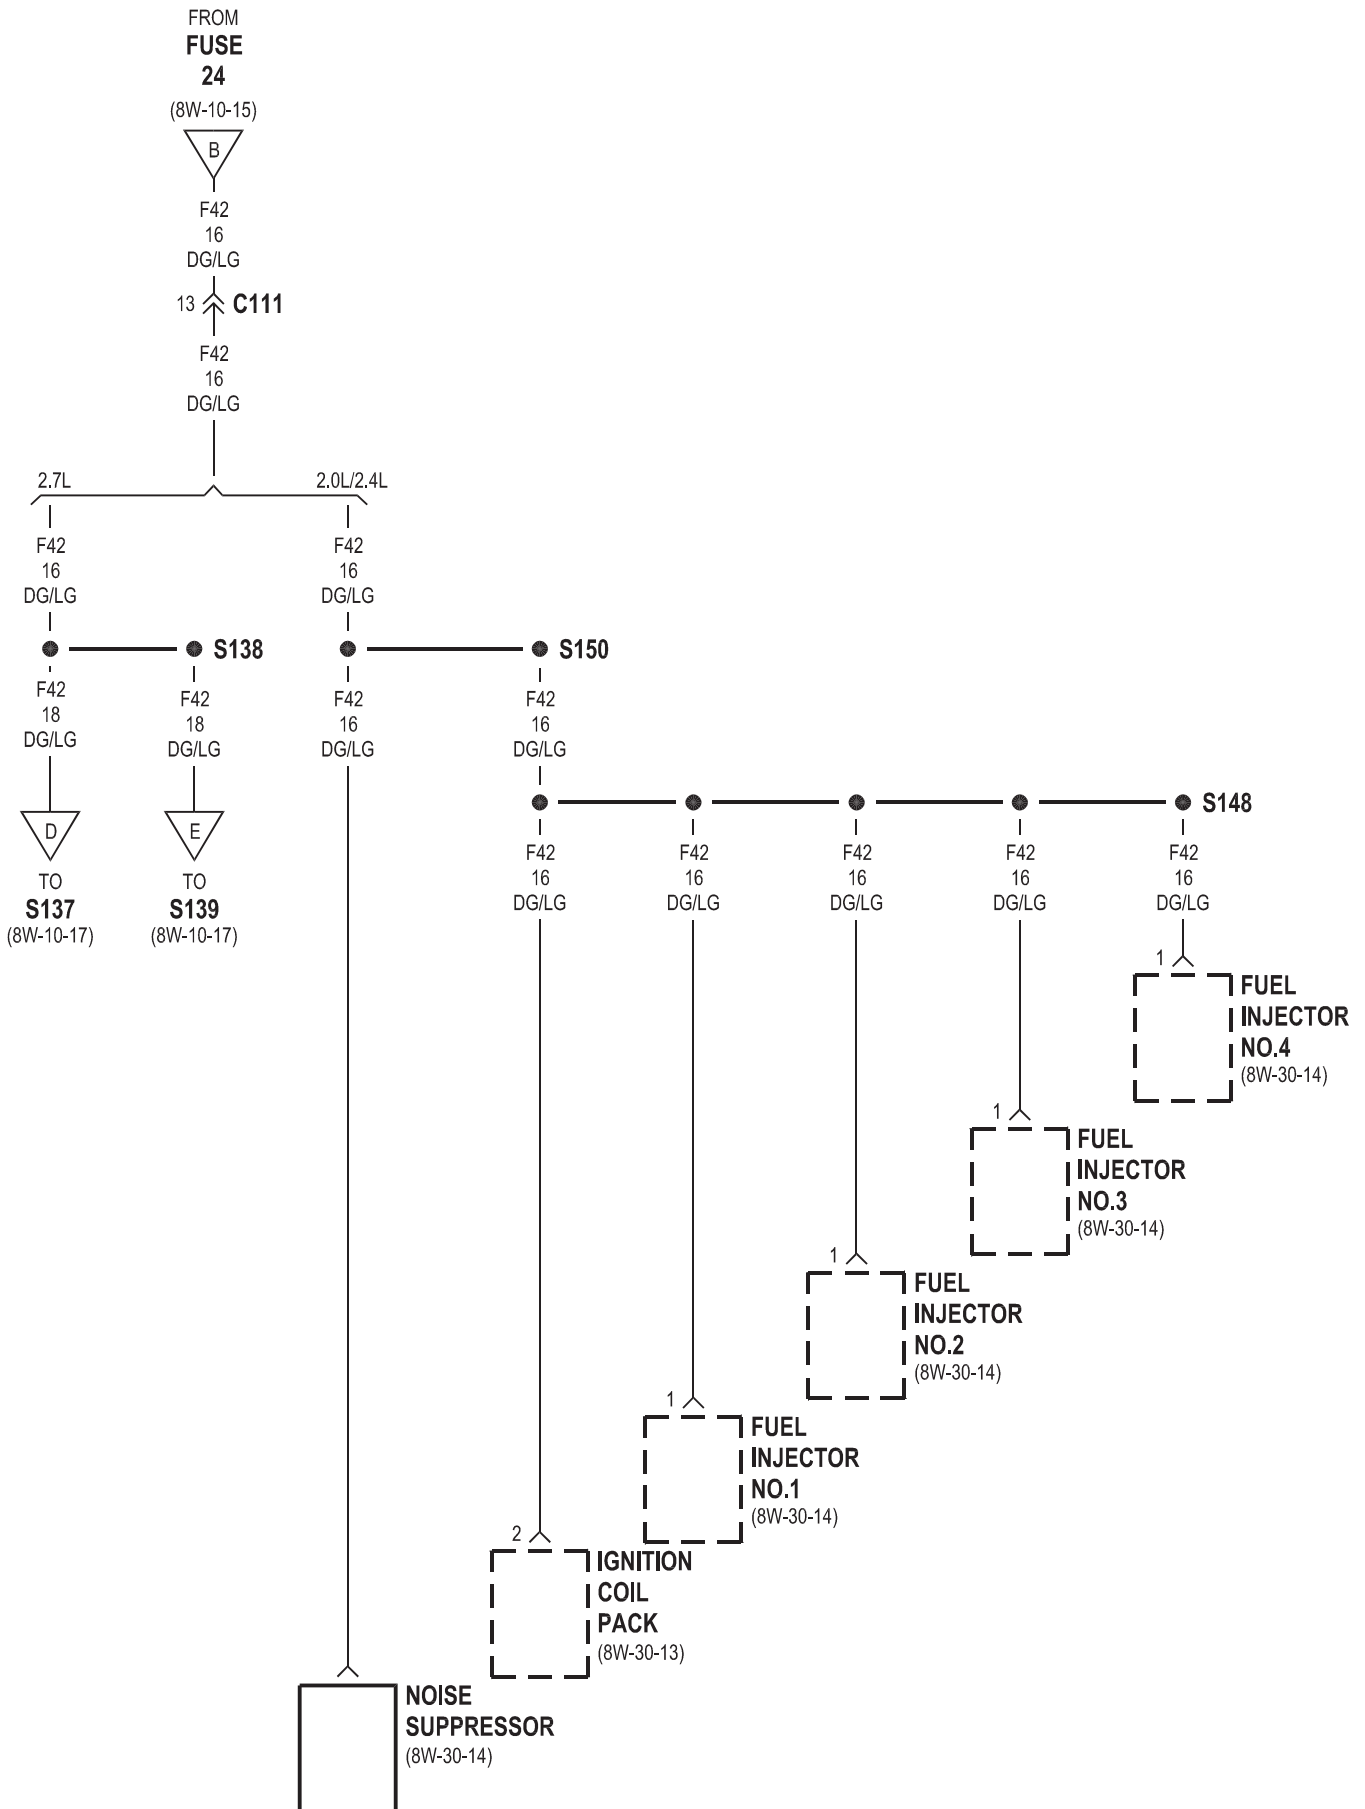 FROM
FUSE
24
(8W-10-15)
B
F42
16
DG/LG
13 C111
F42
16
DG/LG
2.7L 2.0L/2.4L
F42 F42
16 16
DG/LG DG/LG
S138 S150
F42 F42 F42 F42
18 18 16 16
DG/LG DG/LG DG/LG DG/LG
S148
D E
F42 F42 F42 F42 F42
16 16 16 16 16
DG/LG DG/LG DG/LG DG/LG DG/LG
TO TO
S137 S139
(8W-10-17) (8W-10-17)
1
FUEL
INJECTOR
NO.4
(8W-30-14)
1
FUEL
INJECTOR
NO.3
(8W-30-14)
1
FUEL
INJECTOR
NO.2
(8W-30-14)
1
FUEL
INJECTOR
NO.1
(8W-30-14)
2
IGNITION
COIL
PACK
(8W-30-13)
NOISE
SUPPRESSOR
(8W-30-14)